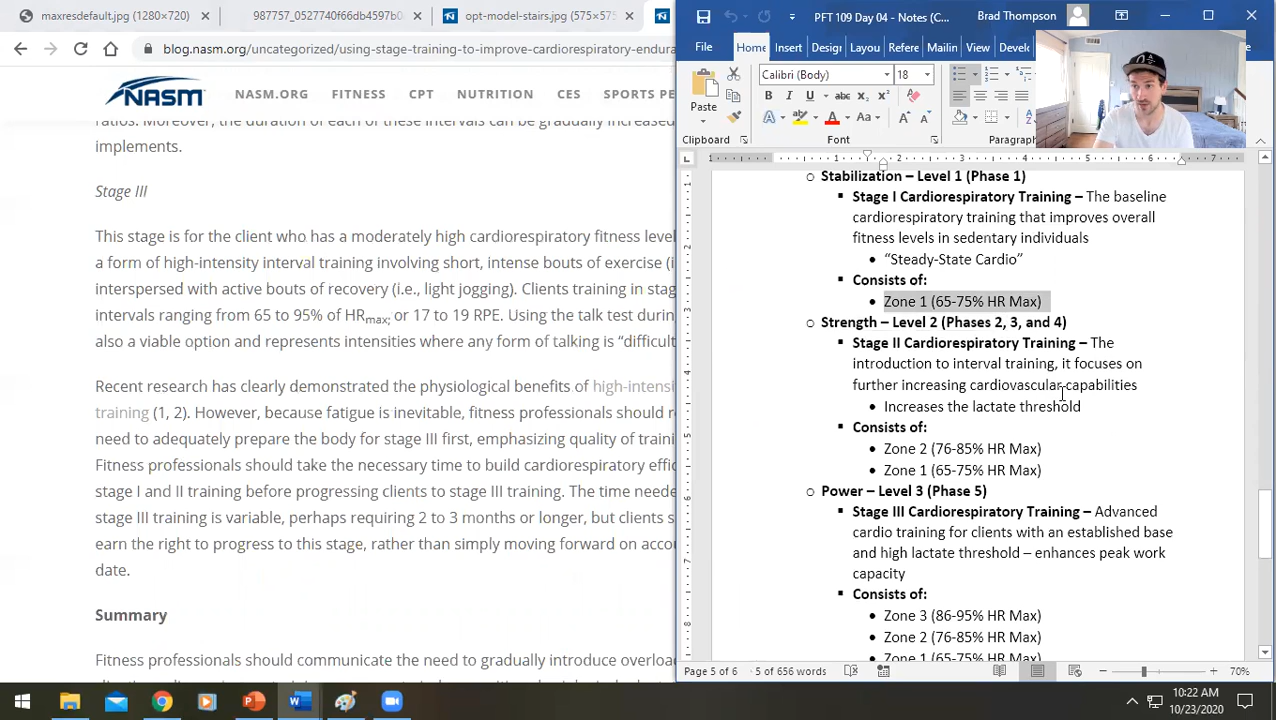 maxresdefault.jpg (1280×720)
987757_0527740f66db4597b0
opt-model-stairs.jpg (575×575
PFT 109 Day 04 - Notes (C...
Brad Thompson
blog.nasm.org/uncategorized/using-stage-training-to-improve-cardiorespiratory-endura
File
Home
Insert
Desig
Layou
Refere
Mailin
View
Develo
NASM
NASM.ORG
FITNESS
CPT
NUTRITION
CES
SPORTS PE
Calibri (Body)
18
Paste
B I U abc x₂ x²
Aa
Clipboard
Font
Paragraph
ratios. Moreover, the duration of each of these intervals can be gradually increased
implements.
Stage III
This stage is for the client who has a moderately high cardiorespiratory fitness level
a form of high-intensity interval training involving short, intense bouts of exercise (i
interspersed with active bouts of recovery (i.e., light jogging). Clients training in stag
intervals ranging from 65 to 95% of HRmax; or 17 to 19 RPE. Using the talk test durin
also a viable option and represents intensities where any form of talking is “difficult
Recent research has clearly demonstrated the physiological benefits of high-intensi
training (1, 2). However, because fatigue is inevitable, fitness professionals should r
need to adequately prepare the body for stage III first, emphasizing quality of traini
Fitness professionals should take the necessary time to build cardiorespiratory effic
stage I and II training before progressing clients to stage III training. The time neede
stage III training is variable, perhaps requiring 2 to 3 months or longer, but clients s
earn the right to progress to this stage, rather than simply moving forward on acco
date.
Summary
Fitness professionals should communicate the need to gradually introduce overloa
Stabilization – Level 1 (Phase 1)
Stage I Cardiorespiratory Training – The baseline
cardiorespiratory training that improves overall
fitness levels in sedentary individuals
“Steady-State Cardio”
Consists of:
Zone 1 (65-75% HR Max)
Strength – Level 2 (Phases 2, 3, and 4)
Stage II Cardiorespiratory Training – The
introduction to interval training, it focuses on
further increasing cardiovascular capabilities
Increases the lactate threshold
Consists of:
Zone 2 (76-85% HR Max)
Zone 1 (65-75% HR Max)
Power – Level 3 (Phase 5)
Stage III Cardiorespiratory Training – Advanced
cardio training for clients with an established base
and high lactate threshold – enhances peak work
capacity
Consists of:
Zone 3 (86-95% HR Max)
Zone 2 (76-85% HR Max)
Zone 1 (65-75% HR Max)
Page 5 of 6
5 of 656 words
70%
10:22 AM
10/23/2020